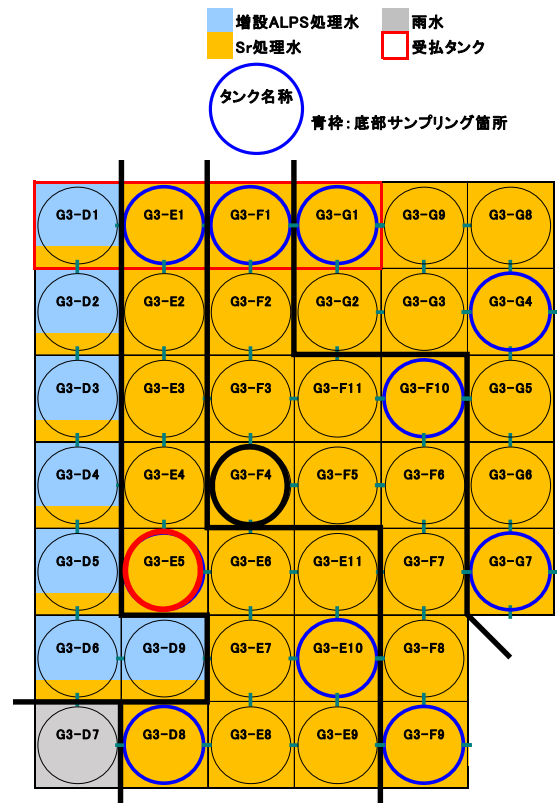 増設ALPS処理水 雨水
Sr処理水 受払タンク
タンク名称
青枠:底部サンプリング箇所
G3-D1 G3-E1 G3-F1 G3-G1 G3-G9 G3-G8
G3-D2 G3-E2 G3-F2 G3-G2 G3-G3 G3-G4
G3-D3 G3-E3 G3-F3 G3-F11 G3-F10 G3-G5
G3-D4 G3-E4 G3-F4 G3-F5 G3-F6 G3-G6
G3-D5 G3-E5 G3-E6 G3-E11 G3-F7 G3-G7
G3-D6 G3-D9 G3-E7 G3-E10 G3-F8
G3-D7 G3-D8 G3-E8 G3-E9 G3-F9